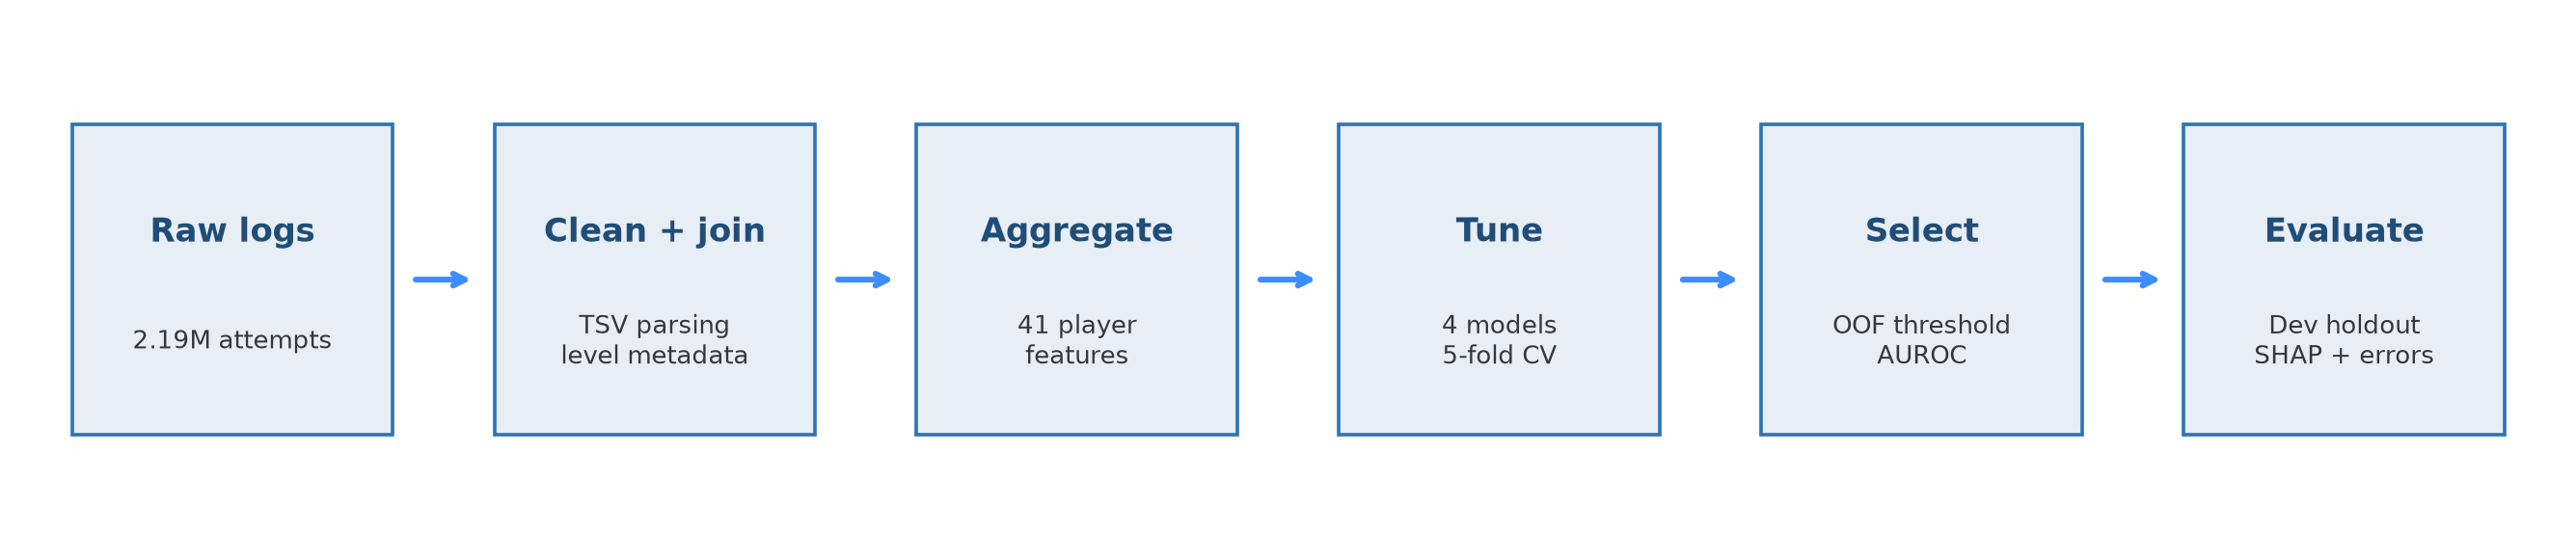 Raw logs
2.19M attempts
Clean + join
TSV parsing
level metadata
Aggregate
41 player
features
Tune
4 models
5-fold CV
Select
OOF threshold
AUROC
Evaluate
Dev holdout
SHAP + errors